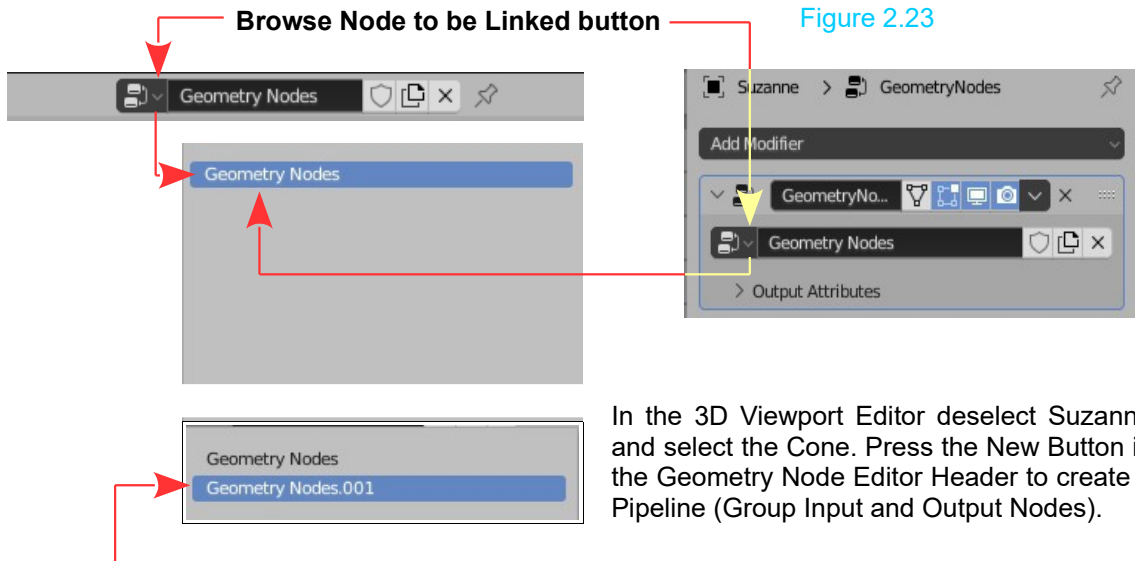 Browse Node to be Linked button
Figure 2.23
Geometry Nodes
Suzanne > GeometryNodes
Add Modifier
Geometry Nodes
GeometryNo...
Geometry Nodes
> Output Attributes
Geometry Nodes
Geometry Nodes.001
In the 3D Viewport Editor deselect Suzann
and select the Cone. Press the New Button i
the Geometry Node Editor Header to create
Pipeline (Group Input and Output Nodes).